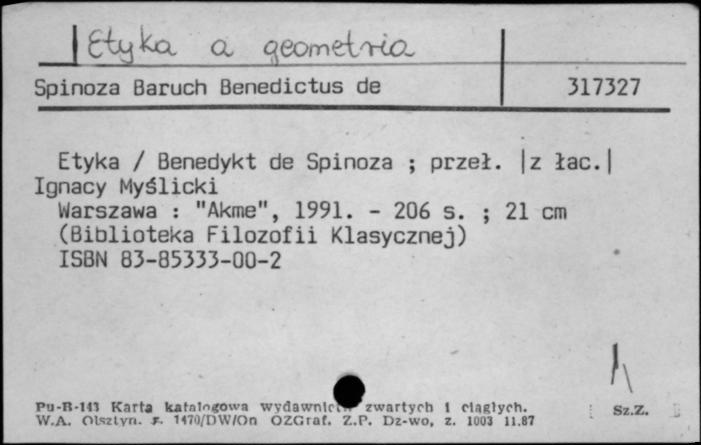 Etyka a geometria
Spinoza Baruch Benedictus de 317327
Etyka / Benedykt de Spinoza ; przeł. |z łac.|
Ignacy Myślicki
Warszawa : "Akme", 1991. - 206 s. ; 21 cm
(Biblioteka Filozofii Klasycznej)
ISBN 83-85333-00-2
Pu-B-143 Karta katalogowa wydawnictw zwartych i ciągłych. Sz.Z.
W.A. Olsztyn. z. 1470/DW/On OZGraf. Z.P. Dz-wo, z. 1003 11.87